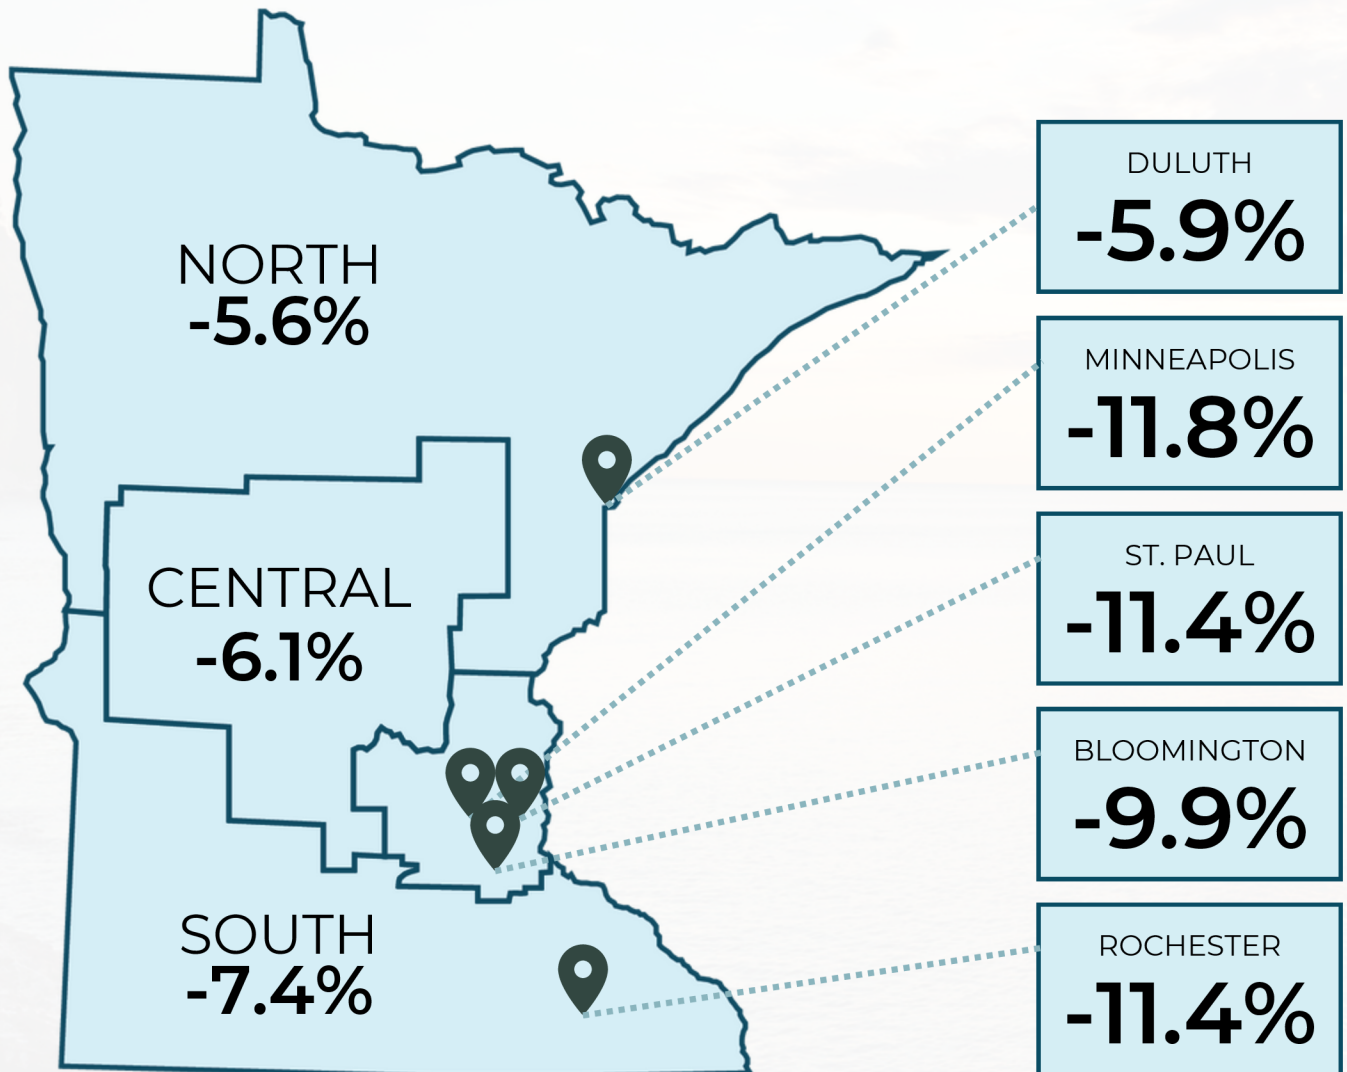 NORTH
-5.6%
CENTRAL
-6.1%
SOUTH
-7.4%
DULUTH
-5.9%
MINNEAPOLIS
-11.8%
ST. PAUL
-11.4%
BLOOMINGTON
-9.9%
ROCHESTER
-11.4%